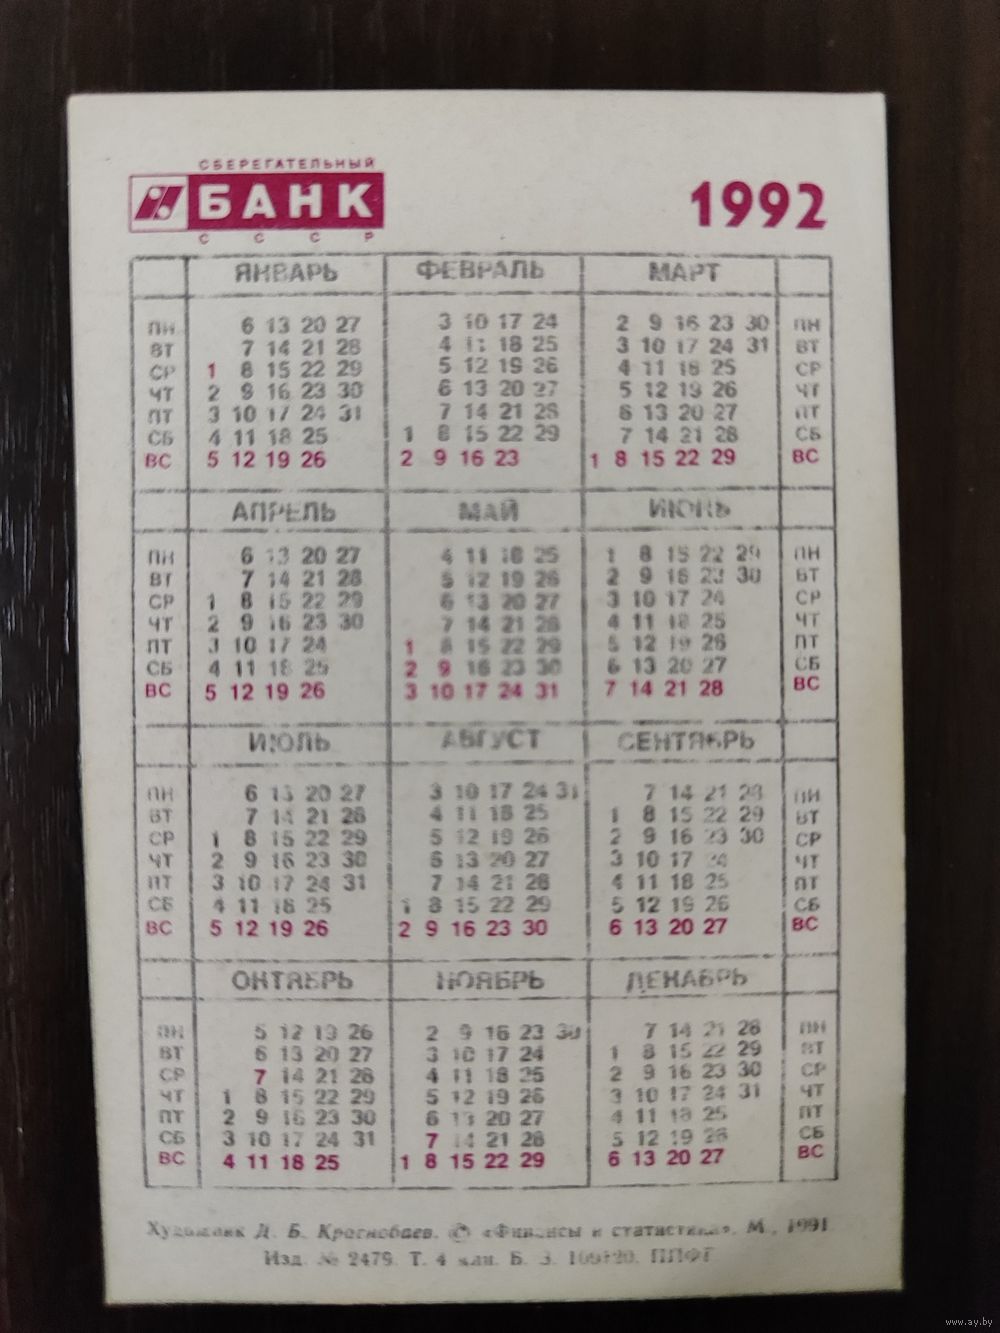 СБЕРЕГАТЕЛЬНЫЙ
БАНК
СССР
1992
ЯНВАРЬ ФЕВРАЛЬ МАРТ
ПН 6 13 20 27 3 10 17 24 2 9 16 23 30 ПН
ВТ 7 14 21 28 4 11 18 25 3 10 17 24 31 ВТ
СР 1 8 15 22 29 5 12 19 26 4 11 18 25 СР
ЧТ 2 9 16 23 30 6 13 20 27 5 12 19 26 ЧТ
ПТ 3 10 17 24 31 7 14 21 28 6 13 20 27 ПТ
СБ 4 11 18 25 1 8 15 22 29 7 14 21 28 СБ
ВС 5 12 19 26 2 9 16 23 1 8 15 22 29 ВС
АПРЕЛЬ МАЙ ИЮНЬ
ПН 6 13 20 27 4 11 18 25 1 8 15 22 29 ПН
ВТ 7 14 21 28 5 12 19 26 2 9 16 23 30 ВТ
СР 1 8 15 22 29 6 13 20 27 3 10 17 24 СР
ЧТ 2 9 16 23 30 7 14 21 28 4 11 18 25 ЧТ
ПТ 3 10 17 24 1 8 15 22 29 5 12 19 26 ПТ
СБ 4 11 18 25 2 9 16 23 30 6 13 20 27 СБ
ВС 5 12 19 26 3 10 17 24 31 7 14 21 28 ВС
ИЮЛЬ АВГУСТ СЕНТЯБРЬ
ПН 6 13 20 27 3 10 17 24 31 7 14 21 28 ПН
ВТ 7 14 21 28 4 11 18 25 1 8 15 22 29 ВТ
СР 1 8 15 22 29 5 12 19 26 2 9 16 23 30 СР
ЧТ 2 9 16 23 30 6 13 20 27 3 10 17 24 ЧТ
ПТ 3 10 17 24 31 7 14 21 28 4 11 18 25 ПТ
СБ 4 11 18 25 1 8 15 22 29 5 12 19 26 СБ
ВС 5 12 19 26 2 9 16 23 30 6 13 20 27 ВС
ОКТЯБРЬ НОЯБРЬ ДЕКАБРЬ
ПН 5 12 19 26 2 9 16 23 30 7 14 21 28 ПН
ВТ 6 13 20 27 3 10 17 24 1 8 15 22 29 ВТ
СР 7 14 21 28 4 11 18 25 2 9 16 23 30 СР
ЧТ 1 8 15 22 29 5 12 19 26 3 10 17 24 31 ЧТ
ПТ 2 9 16 23 30 6 13 20 27 4 11 18 25 ПТ
СБ 3 10 17 24 31 7 14 21 28 5 12 19 26 СБ
ВС 4 11 18 25 1 8 15 22 29 6 13 20 27 ВС
Художник Д. Б. Краснобаев. © «Финансы и статистика». М., 1991
Изд. № 2479. Т. 4 млн. Б. З. ППФГ
www.ay.by